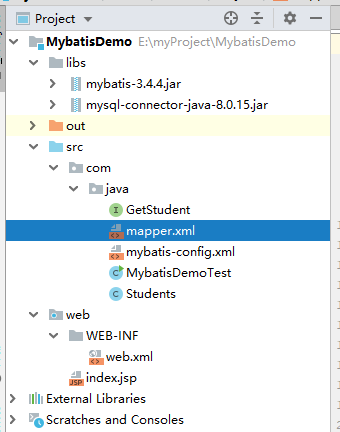 Project
MybatisDemo E:\myProject\MybatisDemo
libs
mybatis-3.4.4.jar
mysql-connector-java-8.0.15.jar
out
src
com
java
GetStudent
mapper.xml
mybatis-config.xml
MybatisDemoTest
Students
web
WEB-INF
web.xml
JSP index.jsp
External Libraries
Scratches and Consoles